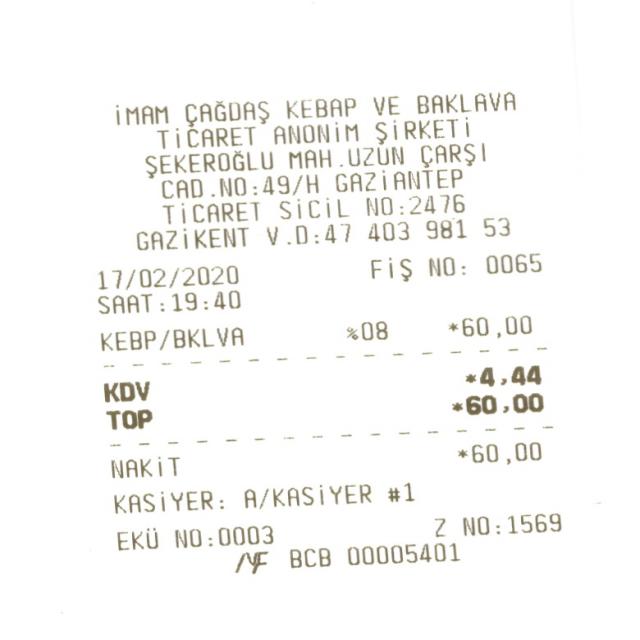 İMAM ÇAĞDAŞ KEBAP VE BAKLAVA
TİCARET ANONİM ŞİRKETİ
ŞEKEROĞLU MAH.UZUN ÇARŞI
CAD.NO:49/H GAZİANTEP
TİCARET SİCİL NO:2476
GAZİKENT V.D:47 403 981 53
17/02/2020 FİŞ NO: 0065
SAAT:19:40
KEBP/BKLVA %08 *60,00
KDV *4,44
TOP *60,00
NAKİT *60,00
KASİYER: A/KASİYER #1
EKÜ NO:0003 Z NO:1569
MF BCB 00005401